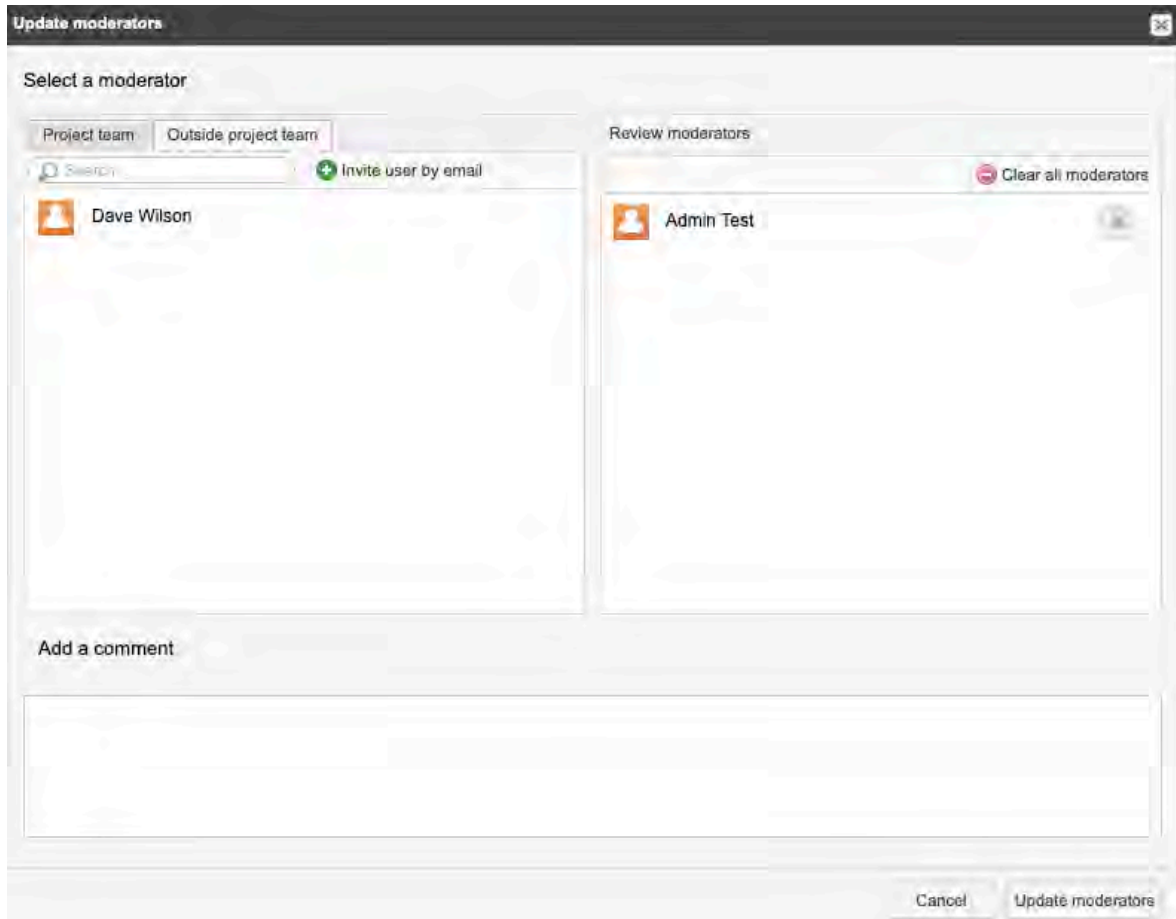 Update moderators
Select a moderator
Project team
Outside project team
Search
Invite user by email
Dave Wilson
Review moderators
Clear all moderators
Admin Test
Add a comment
Cancel
Update moderators